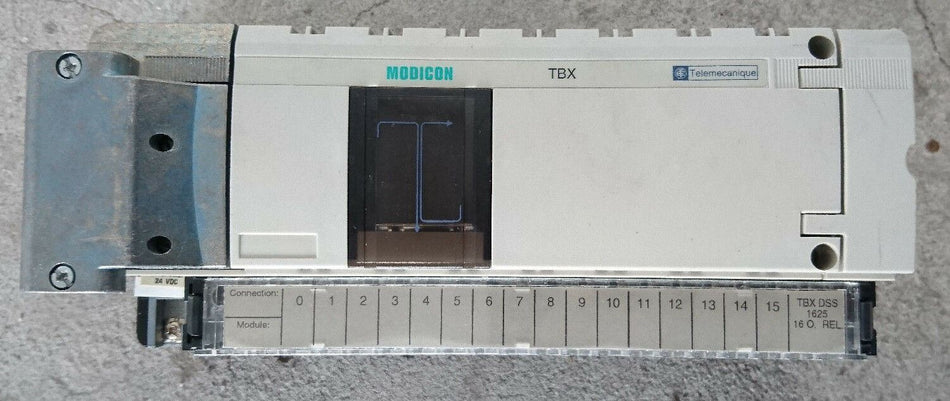 MODICON TBX Telemecanique
24 VDC
Connection: 0 1 2 3 4 5 6 7 8 9 10 11 12 13 14 15 TBX DSS
1625
Module: 16 O. REL